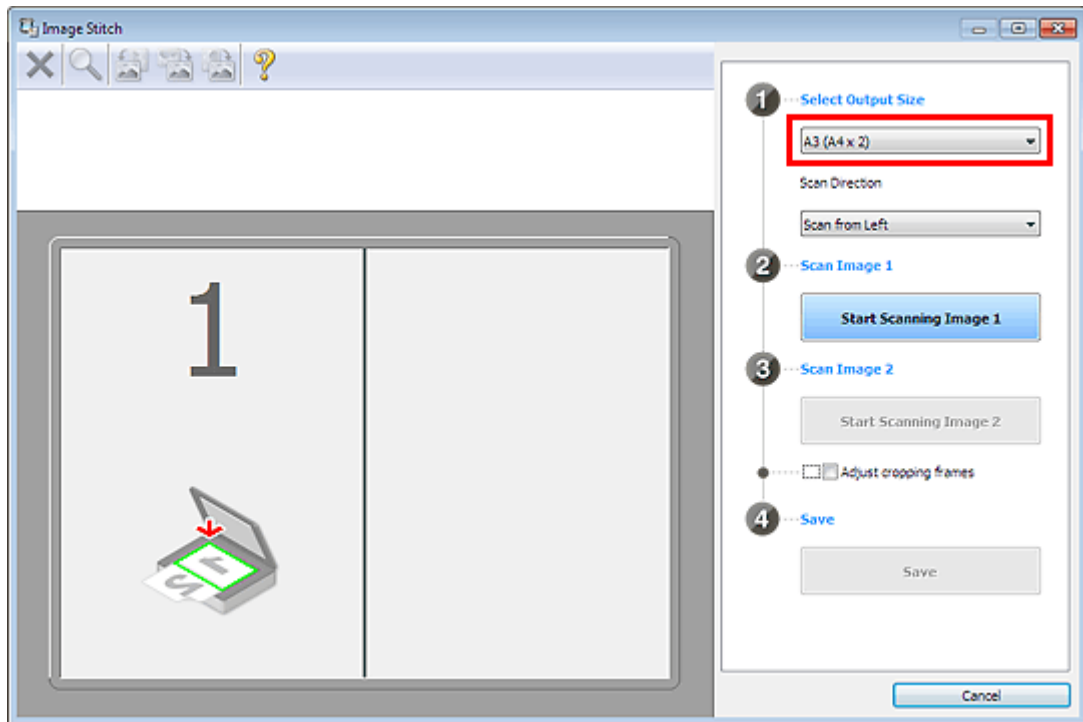 Image Stitch
1 Select Output Size
A3 (A4 x 2)
Scan Direction
Scan from Left
2 Scan Image 1
Start Scanning Image 1
3 Scan Image 2
Start Scanning Image 2
Adjust cropping frames
4 Save
Save
Cancel
1
1
2